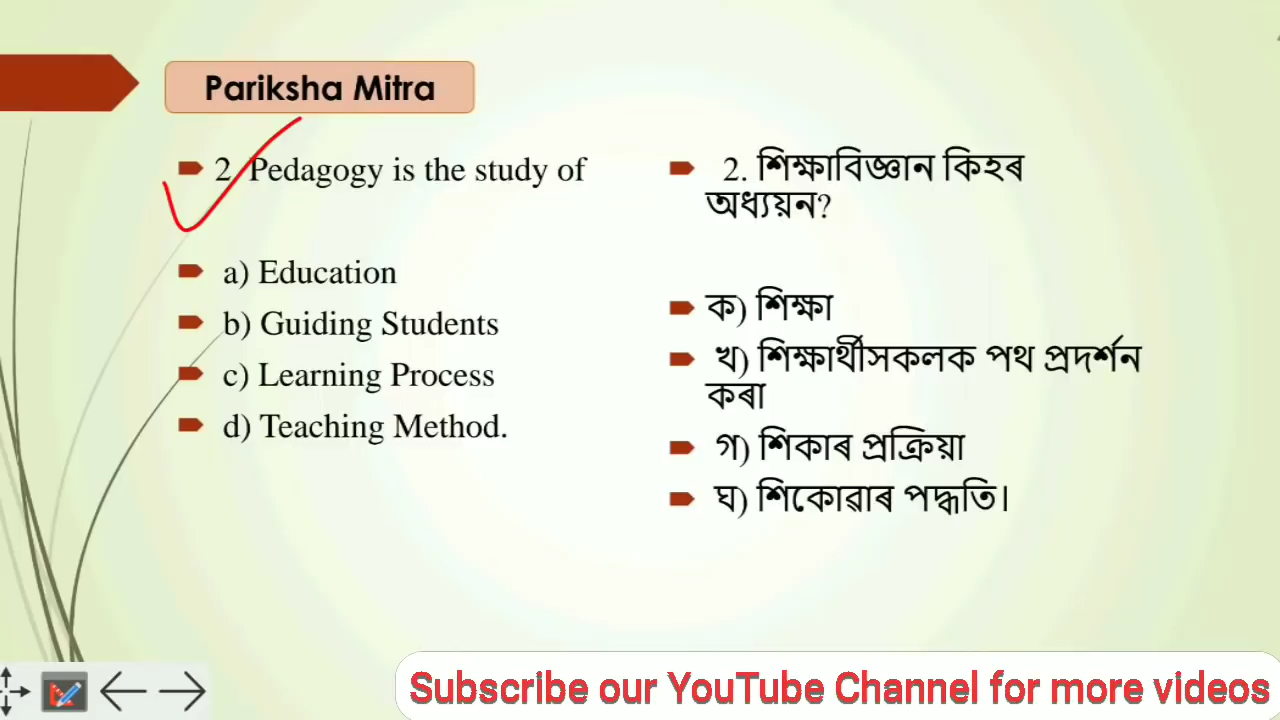 Pariksha Mitra
2. Pedagogy is the study of
a) Education
b) Guiding Students
c) Learning Process
d) Teaching Method.
2. শিক্ষাবিজ্ঞান কিহৰ
অধ্যয়ন?
ক) শিক্ষা
খ) শিক্ষাৰ্থীসকলক পথ প্ৰদৰ্শন
কৰা
গ) শিকাৰ প্ৰক্ৰিয়া
ঘ) শিকোৱাৰ পদ্ধতি।
Subscribe our YouTube Channel for more videos